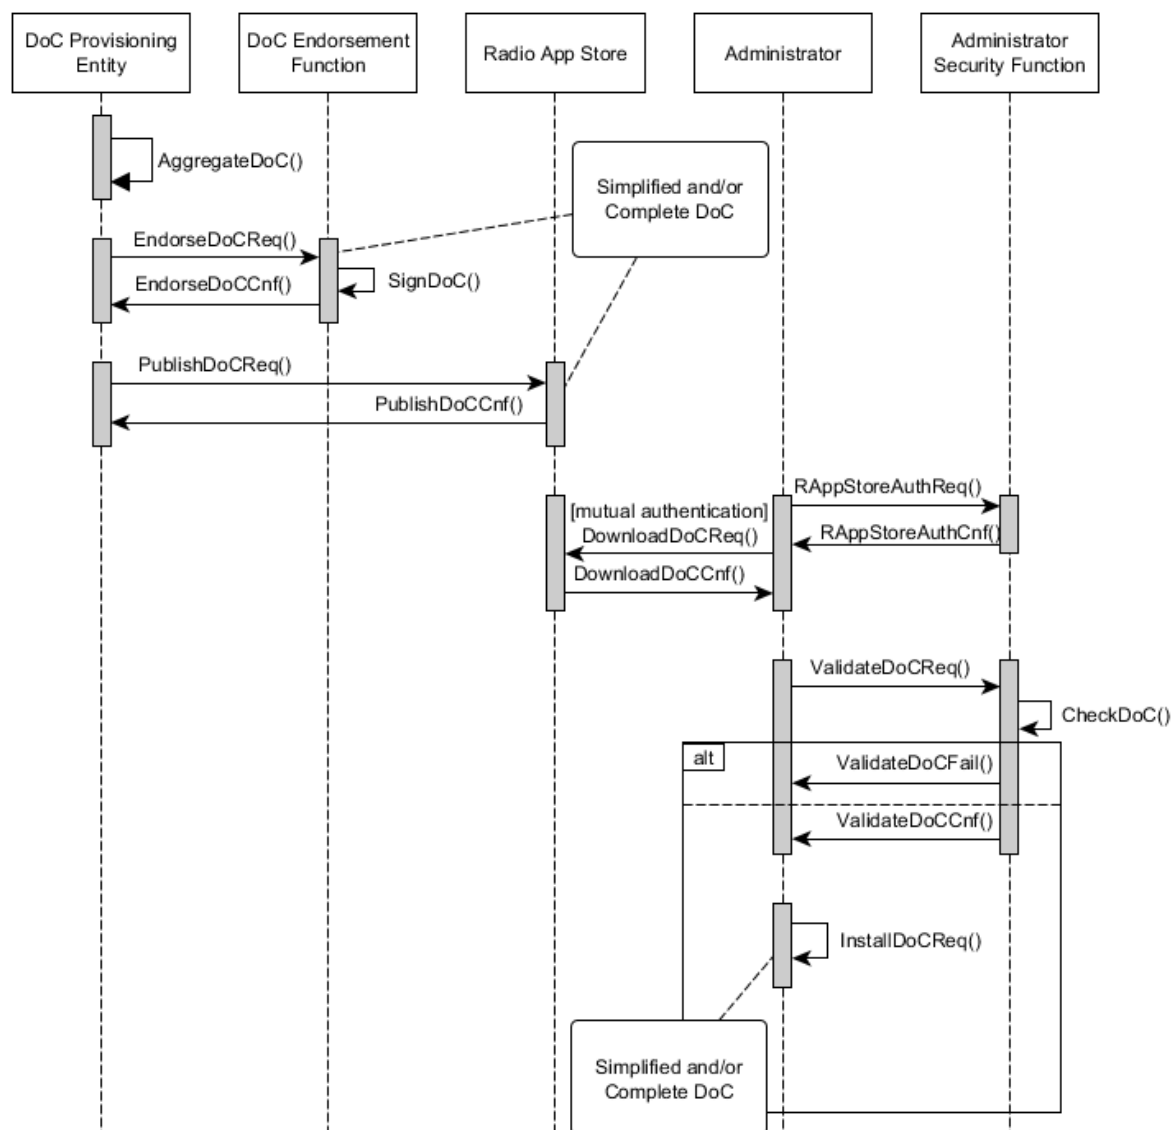 DoC Provisioning
Entity
DoC Endorsement
Function
Radio App Store
Administrator
Administrator
Security Function
AggregateDoC()
Simplified and/or
Complete DoC
EndorseDoCReq()
SignDoC()
EndorseDoCCnf()
PublishDoCReq()
PublishDoCCnf()
RAppStoreAuthReq()
[mutual authentication]
RAppStoreAuthCnf()
DownloadDoCReq()
DownloadDoCCnf()
ValidateDoCReq()
CheckDoC()
alt
ValidateDoCFail()
ValidateDoCCnf()
InstallDoCReq()
Simplified and/or
Complete DoC